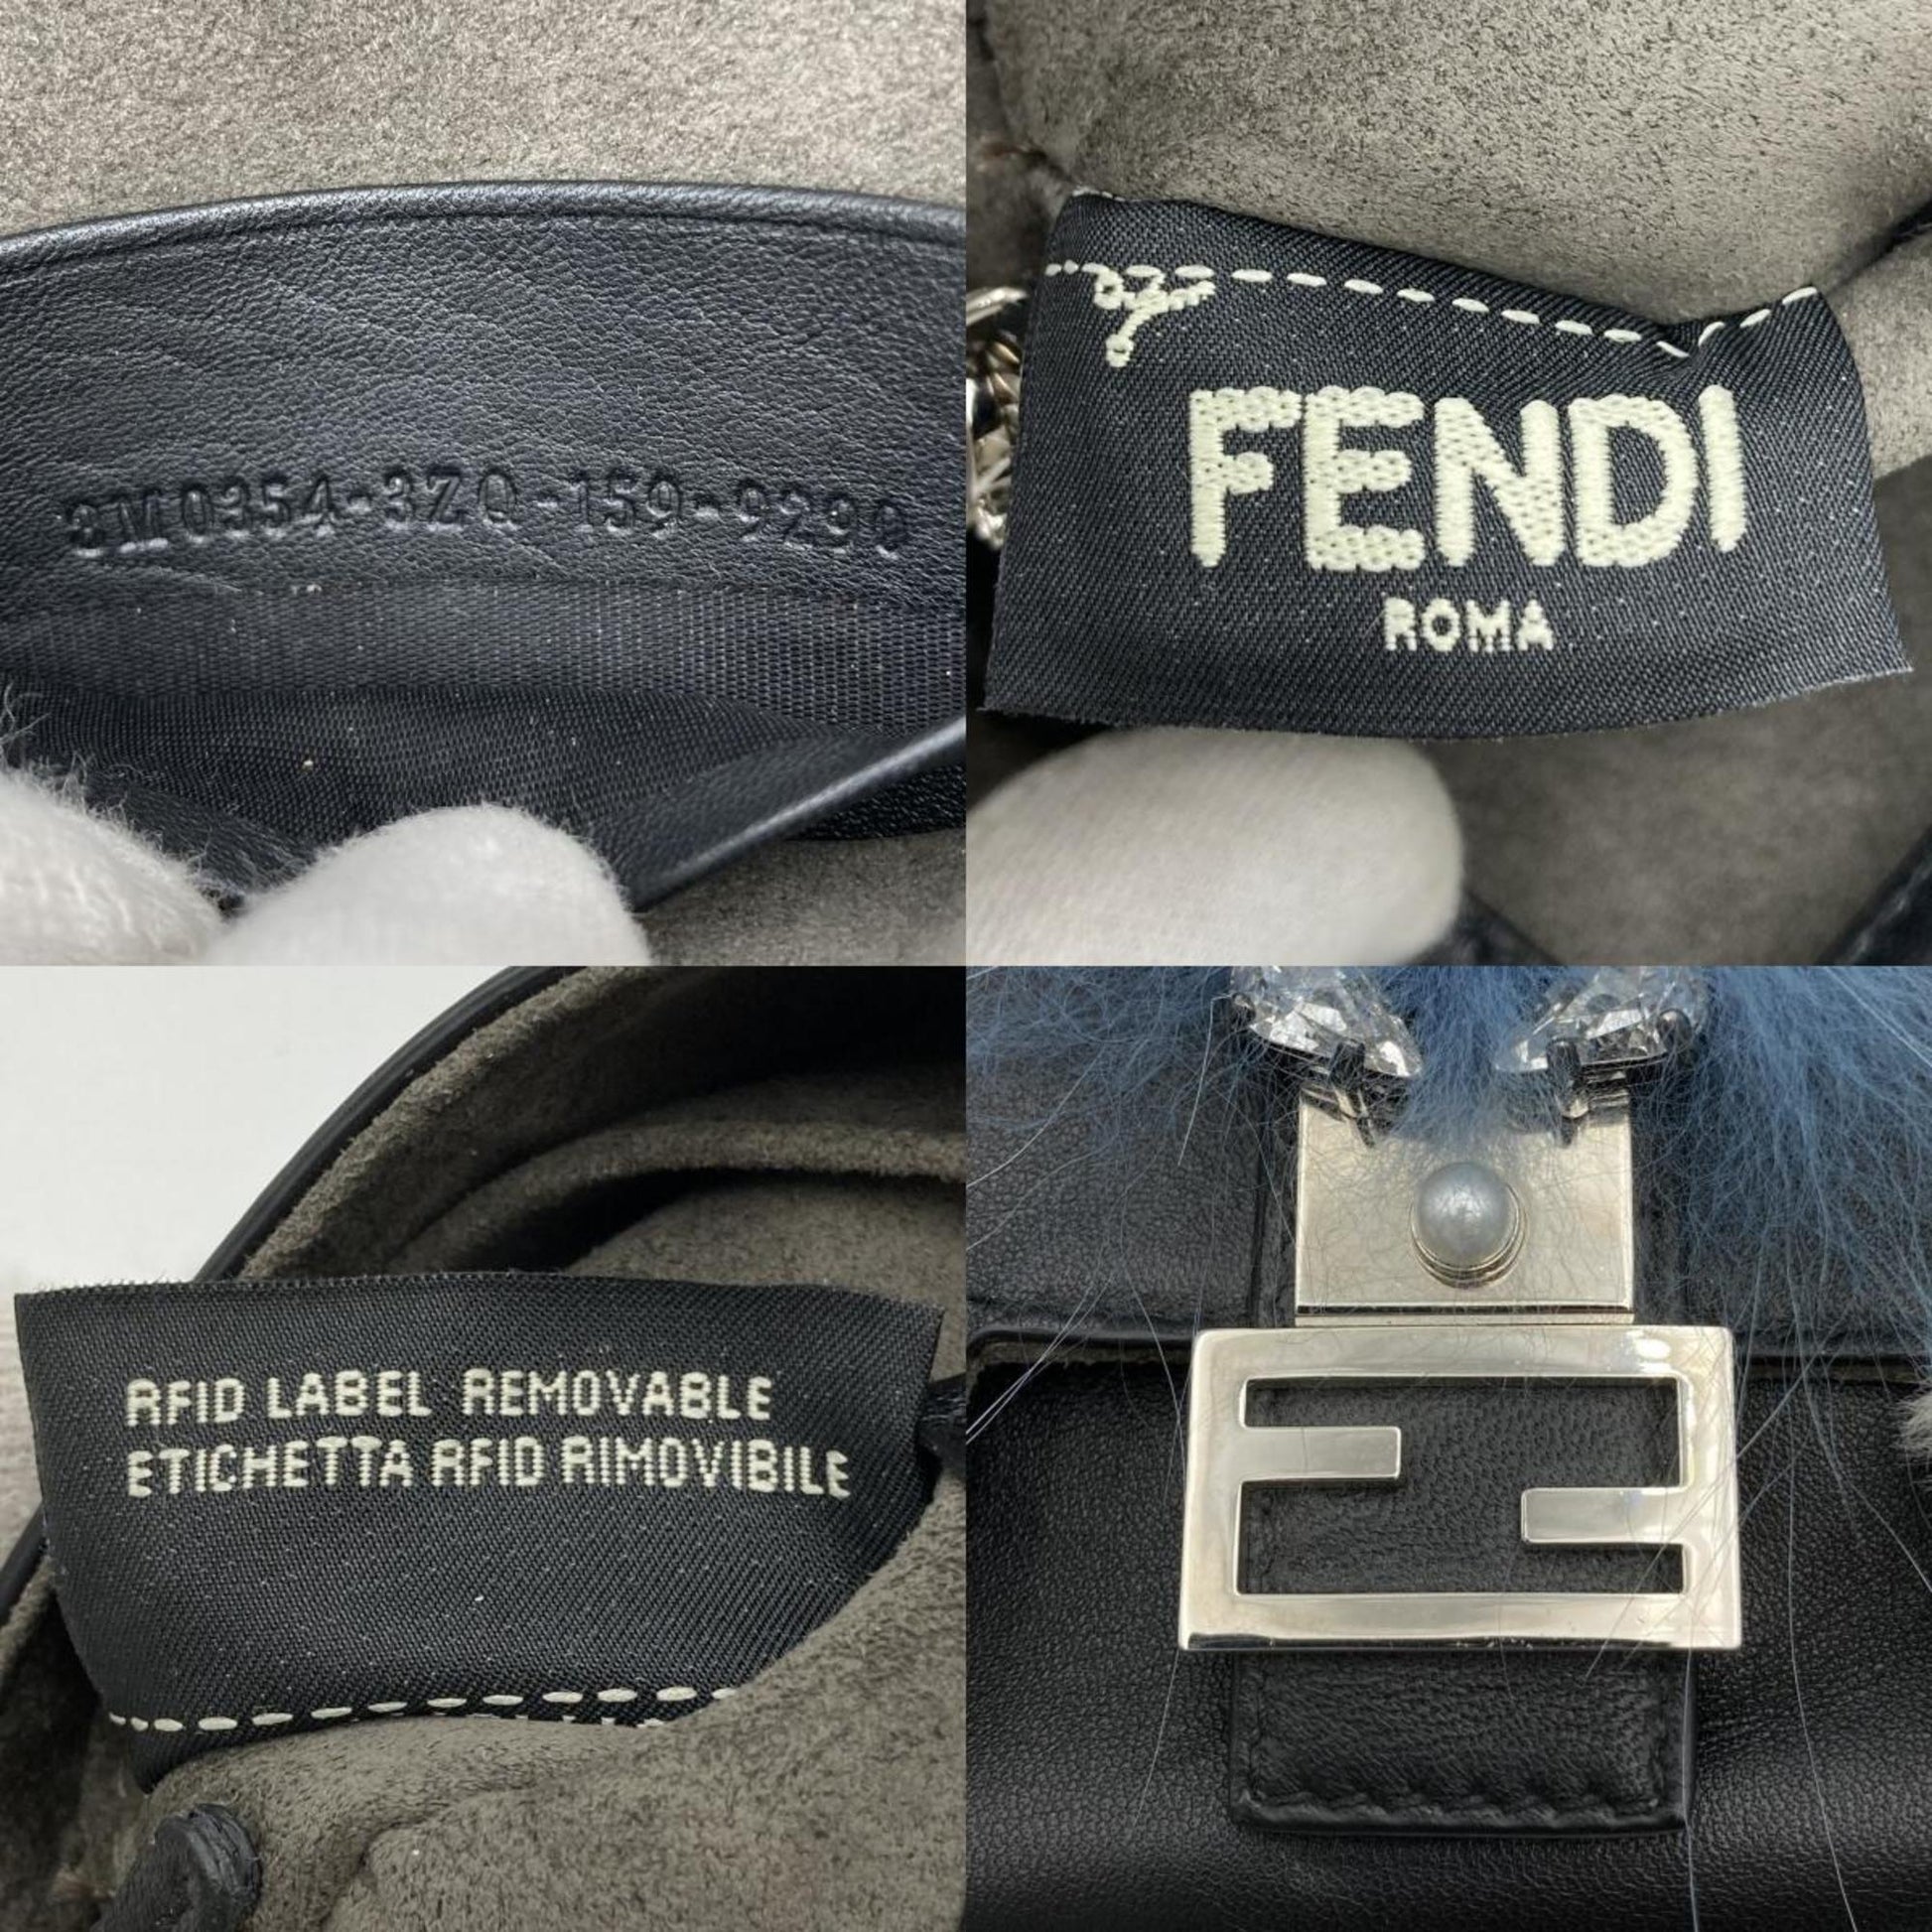 8M0354-3ZQ-159-9290
FENDI
ROMA
RFID LABEL REMOVABLE
ETICHETTA RFID RIMOVIBILE